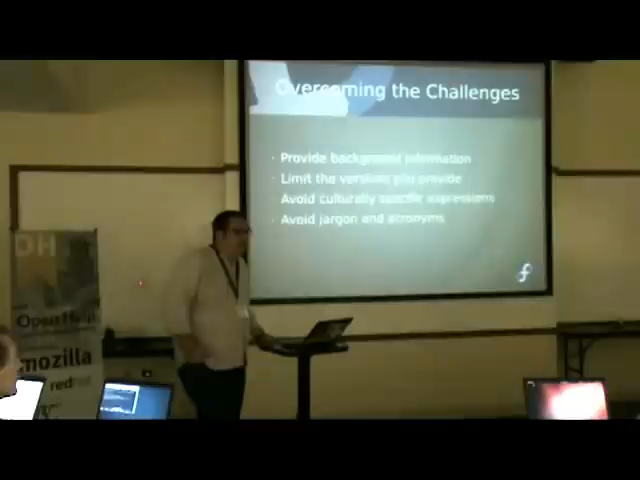 Overcoming the Challenges
Provide background information
Limit the versions you provide
Avoid culturally specific expressions
Avoid jargon and acronyms
DH
OpenHelp
mozilla
red